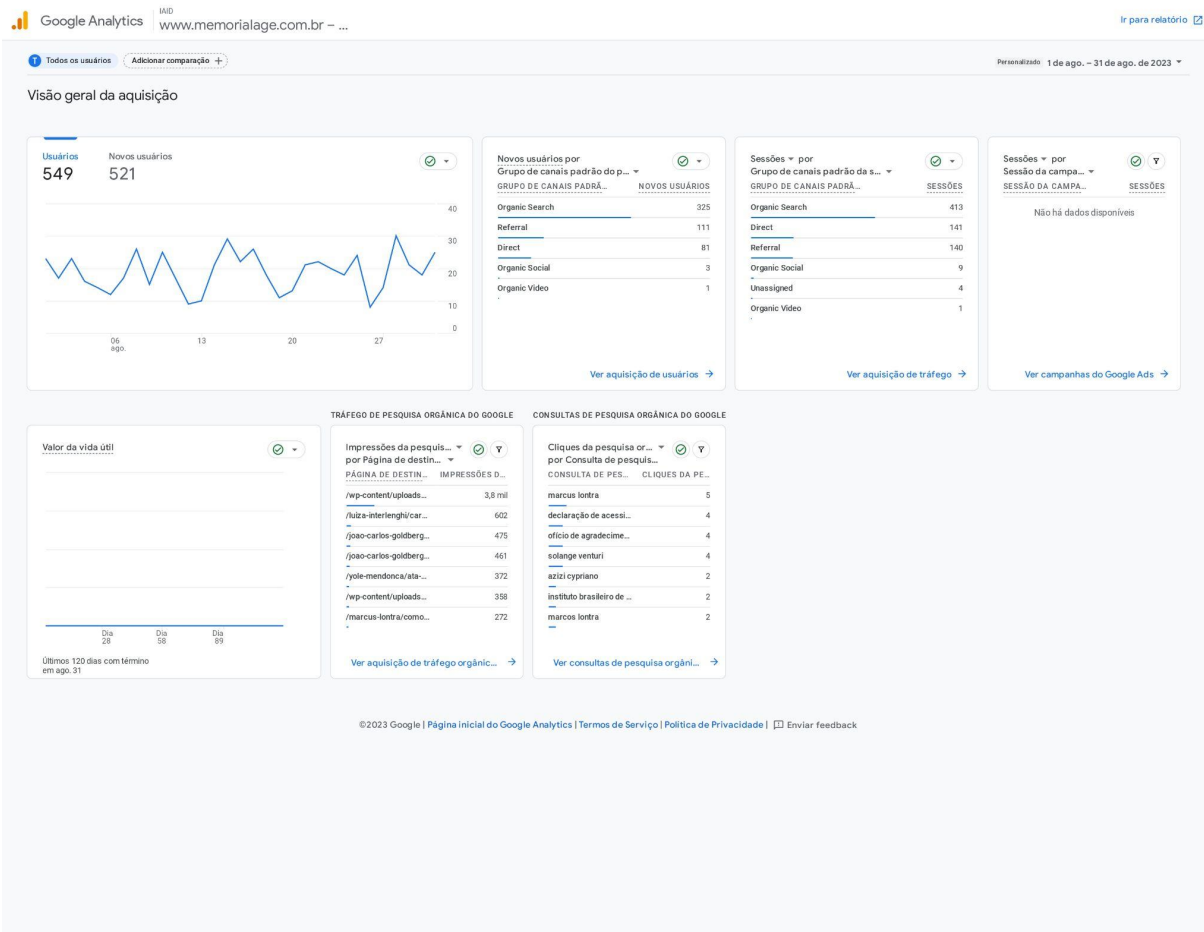 IAID
Google Analytics
www.memorialage.com.br – ...
Ir para relatório
T Todos os usuários
Adicionar comparação +
Personalizado 1 de ago. – 31 de ago. de 2023
Visão geral da aquisição
Usuários
549
Novos usuários
521
40
30
20
10
0
06
ago.
13
20
27
Novos usuários por
Grupo de canais padrão do p...
GRUPO DE CANAIS PADRÃ... NOVOS USUÁRIOS
Organic Search 325
Referral 111
Direct 81
Organic Social 3
Organic Video 1
Ver aquisição de usuários
Sessões por
Grupo de canais padrão da s...
GRUPO DE CANAIS PADRÃ... SESSÕES
Organic Search 413
Direct 141
Referral 140
Organic Social 9
Unassigned 4
Organic Video 1
Ver aquisição de tráfego
Sessões por
Sessão da campa...
SESSÃO DA CAMPA... SESSÕES
Não há dados disponíveis
Ver campanhas do Google Ads
Valor da vida útil
Dia
28
Dia
58
Dia
89
Últimos 120 dias com término
em ago. 31
TRÁFEGO DE PESQUISA ORGÂNICA DO GOOGLE
Impressões da pesquis...
por Página de destin...
PÁGINA DE DESTIN... IMPRESSÕES D...
/wp-content/uploads... 3,8 mil
/luiza-interlenghi/car... 602
/joao-carlos-goldberg... 475
/joao-carlos-goldberg... 461
/yole-mendonca/ata-... 372
/wp-content/uploads... 358
/marcus-lontra/como... 272
Ver aquisição de tráfego orgânic...
CONSULTAS DE PESQUISA ORGÂNICA DO GOOGLE
Cliques da pesquisa or...
por Consulta de pesquis...
CONSULTA DE PES... CLIQUES DA PE...
marcus lontra 5
declaração de acessi... 4
ofício de agradecime... 4
solange venturi 4
azizi cypriano 2
instituto brasileiro de ... 2
marcos lontra 2
Ver consultas de pesquisa orgâni...
©2023 Google | Página inicial do Google Analytics | Termos de Serviço | Política de Privacidade | Enviar feedback